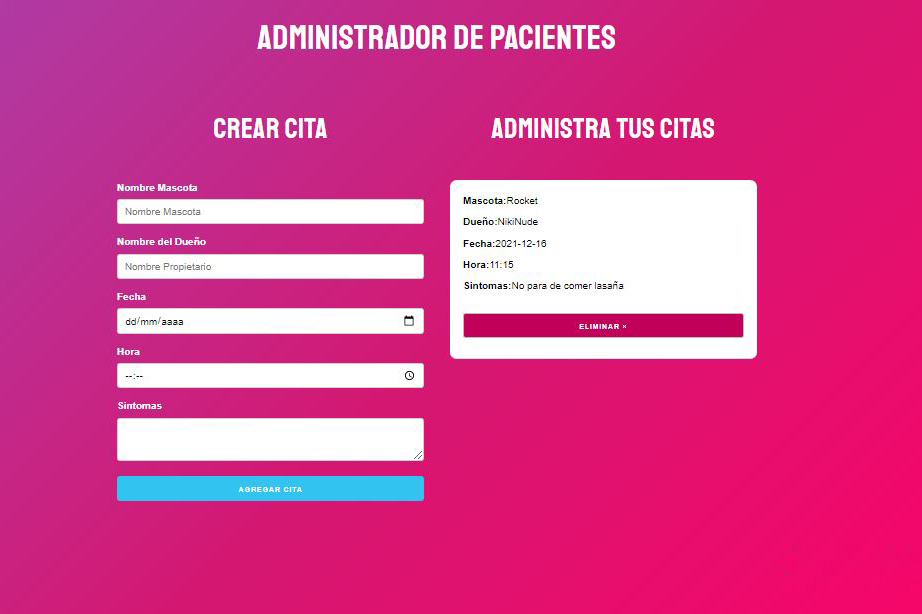 ADMINISTRADOR DE PACIENTES
CREAR CITA
Nombre Mascota
Nombre Mascota
Nombre del Dueño
Nombre Propietario
Fecha
dd/mm/aaaa
Hora
--:--
Sintomas
AGREGAR CITA
ADMINISTRA TUS CITAS
Mascota:Rocket
Dueño:NikiNude
Fecha:2021-12-16
Hora:11:15
Sintomas:No para de comer lasaña
ELIMINAR ×